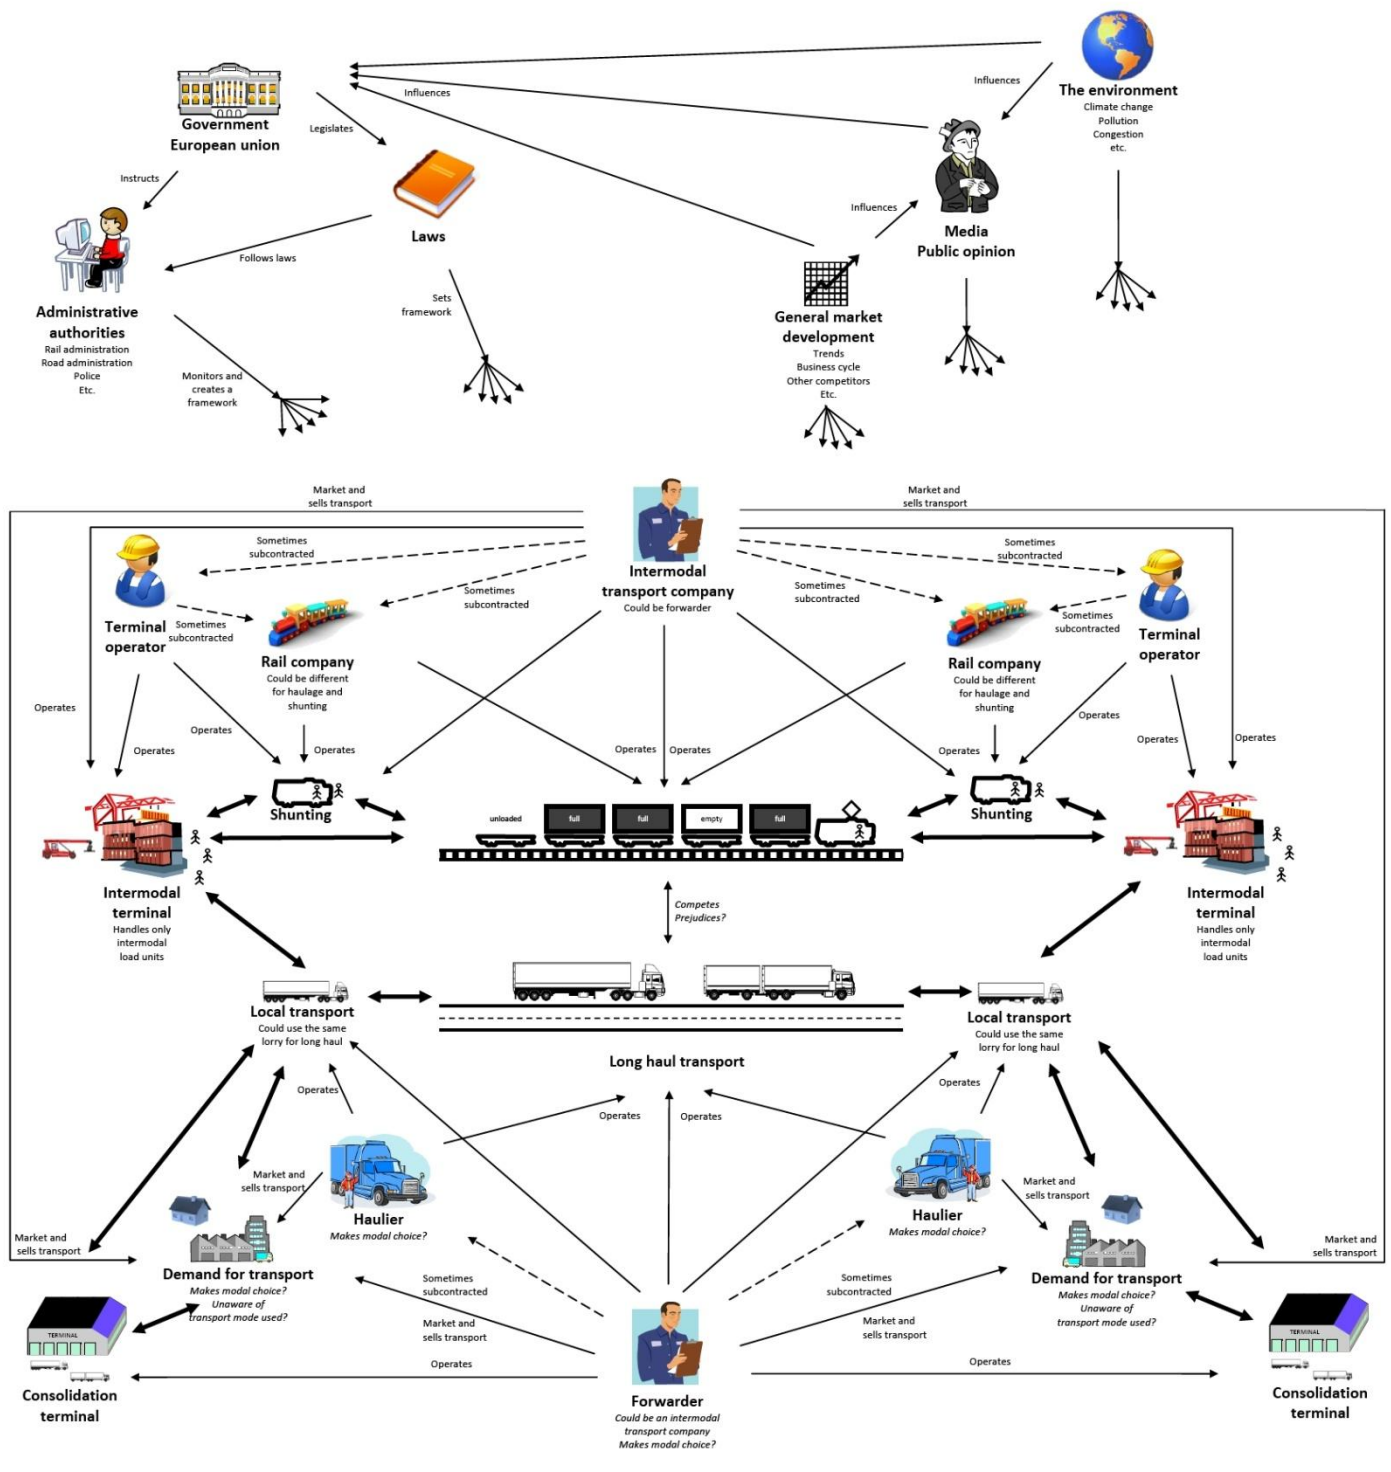 The environment
Climate change
Pollution
Congestion
etc.
Influences
Influences
Government
European union
Legislates
Instructs
Laws
Follows laws
Influences
Media
Public opinion
Administrative
authorities
Rail administration
Road administration
Police
Etc.
Sets
framework
Monitors and
creates a
framework
General market
development
Trends
Business cycle
Other competitors
Etc.
Market and
sells transport
Market and
sells transport
Intermodal
transport company
Could be forwarder
Sometimes
subcontracted
Sometimes
subcontracted
Sometimes
subcontracted
Sometimes
subcontracted
Terminal
operator
Sometimes
subcontracted
Sometimes
subcontracted
Terminal
operator
Rail company
Could be different
for haulage and
shunting
Rail company
Could be different
for haulage and
shunting
Operates
Operates
Operates
Operates
Operates
Operates
Operates
Operates
Operates
Operates
Shunting
Shunting
unloaded
full
full
empty
full
Intermodal
terminal
Handles only
intermodal
load units
Competes
Prejudices?
Intermodal
terminal
Handles only
intermodal
load units
Local transport
Could use the same
lorry for long haul
Local transport
Could use the same
lorry for long haul
Long haul transport
Operates
Operates
Operates
Operates
Market and
sells transport
Market and
sells transport
Haulier
Makes modal choice?
Haulier
Makes modal choice?
Market and
sells transport
Market and
sells transport
Demand for transport
Makes modal choice?
Unaware of
transport mode used?
Demand for transport
Makes modal choice?
Unaware of
transport mode used?
Sometimes
subcontracted
Sometimes
subcontracted
Market and
sells transport
Market and
sells transport
TERMINAL
TERMINAL
Operates
Operates
Consolidation
terminal
Consolidation
terminal
Forwarder
Could be an intermodal
transport company
Makes modal choice?